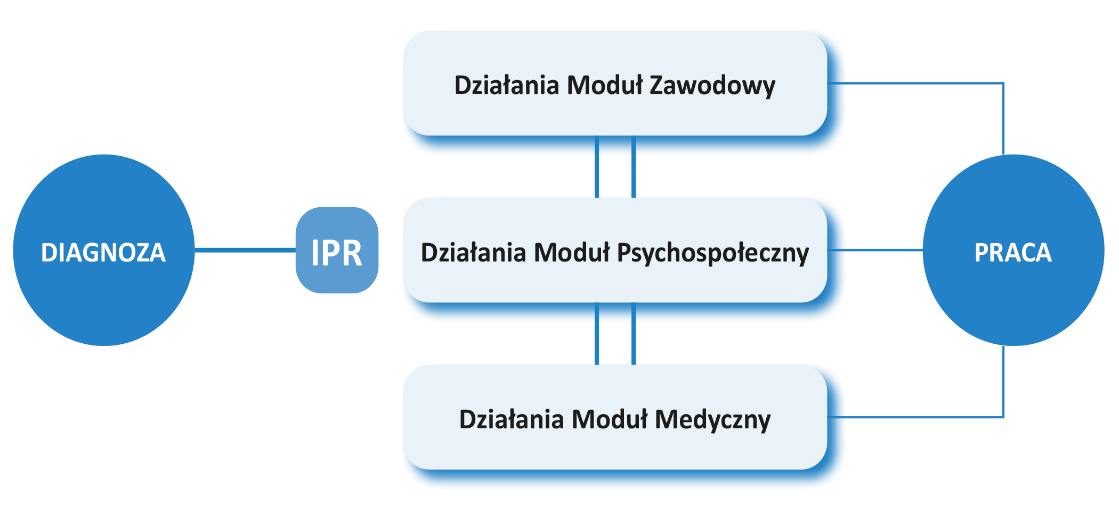 DIAGNOZA
IPR
Działania Moduł Zawodowy
Działania Moduł Psychospołeczny
Działania Moduł Medyczny
PRACA